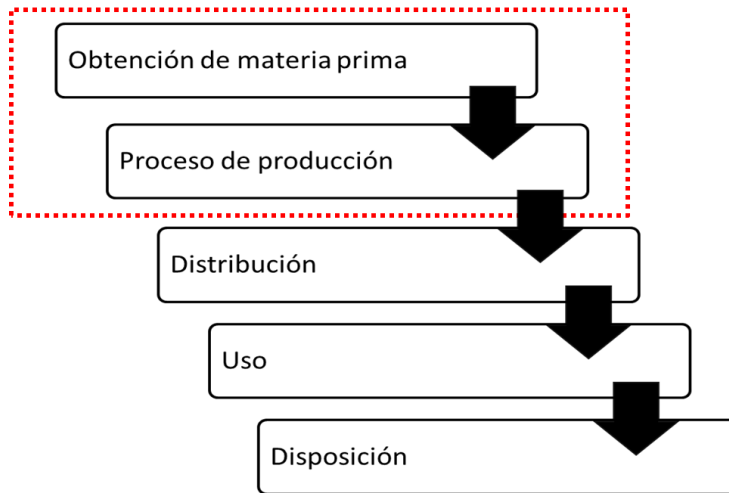 Obtención de materia prima
Proceso de producción
Distribución
Uso
Disposición